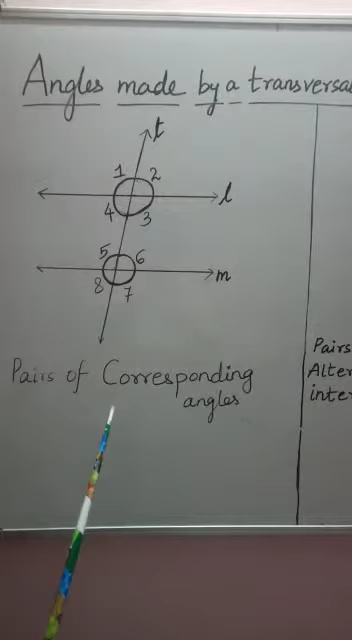 Angles made by a transversal
t
1 2
4 3
l
5 6
8 7
m
Pairs of Corresponding
angles
Pairs
Alter
inter